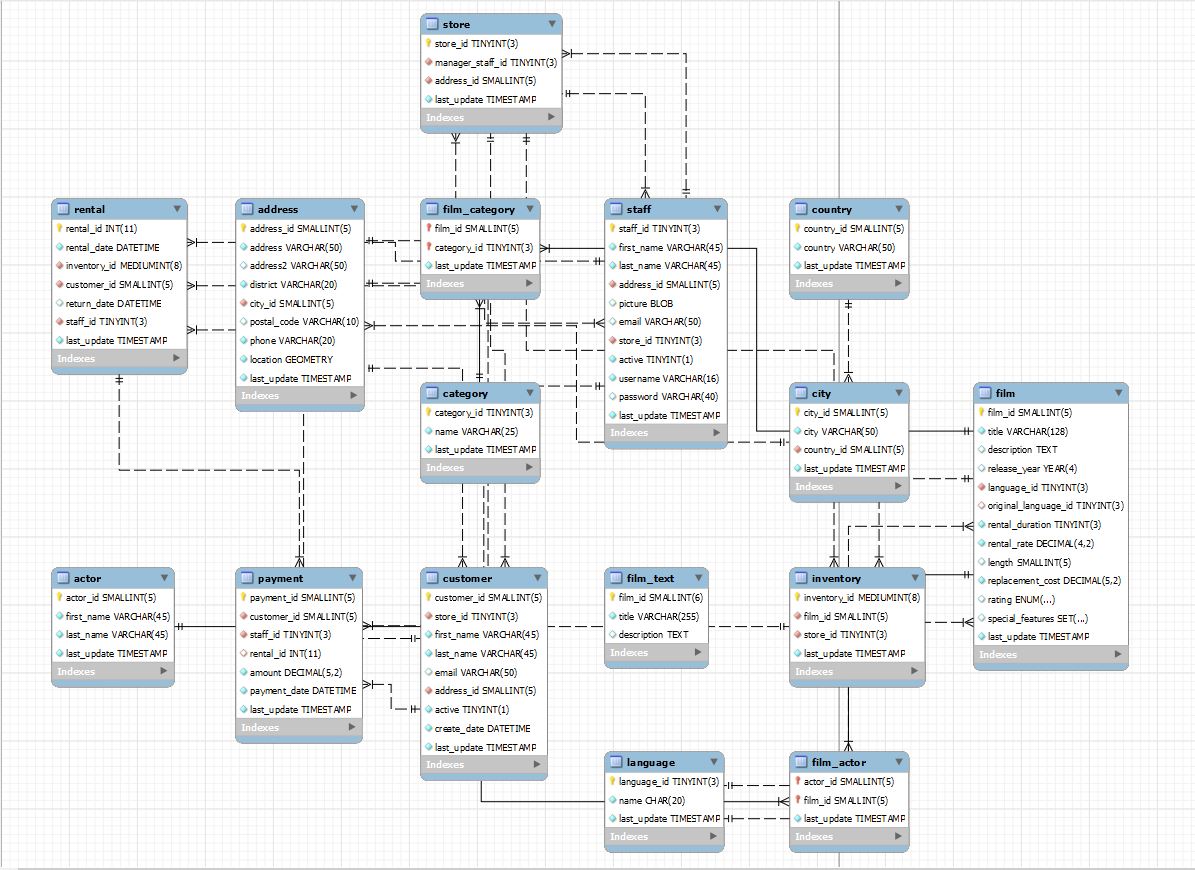 store
store_id TINYINT(3)
manager_staff_id TINYINT(3)
address_id SMALLINT(5)
last_update TIMESTAMP
Indexes
rental
rental_id INT(11)
rental_date DATETIME
inventory_id MEDIUMINT(8)
customer_id SMALLINT(5)
return_date DATETIME
staff_id TINYINT(3)
last_update TIMESTAMP
Indexes
address
address_id SMALLINT(5)
address VARCHAR(50)
address2 VARCHAR(50)
district VARCHAR(20)
city_id SMALLINT(5)
postal_code VARCHAR(10)
phone VARCHAR(20)
location GEOMETRY
last_update TIMESTAMP
Indexes
film_category
film_id SMALLINT(5)
category_id TINYINT(3)
last_update TIMESTAMP
Indexes
staff
staff_id TINYINT(3)
first_name VARCHAR(45)
last_name VARCHAR(45)
address_id SMALLINT(5)
picture BLOB
email VARCHAR(50)
store_id TINYINT(3)
active TINYINT(1)
username VARCHAR(16)
password VARCHAR(40)
last_update TIMESTAMP
Indexes
country
country_id SMALLINT(5)
country VARCHAR(50)
last_update TIMESTAMP
Indexes
category
category_id TINYINT(3)
name VARCHAR(25)
last_update TIMESTAMP
Indexes
city
city_id SMALLINT(5)
city VARCHAR(50)
country_id SMALLINT(5)
last_update TIMESTAMP
Indexes
film
film_id SMALLINT(5)
title VARCHAR(128)
description TEXT
release_year YEAR(4)
language_id TINYINT(3)
original_language_id TINYINT(3)
rental_duration TINYINT(3)
rental_rate DECIMAL(4,2)
length SMALLINT(5)
replacement_cost DECIMAL(5,2)
rating ENUM(...)
special_features SET(...)
last_update TIMESTAMP
Indexes
actor
actor_id SMALLINT(5)
first_name VARCHAR(45)
last_name VARCHAR(45)
last_update TIMESTAMP
Indexes
payment
payment_id SMALLINT(5)
customer_id SMALLINT(5)
staff_id TINYINT(3)
rental_id INT(11)
amount DECIMAL(5,2)
payment_date DATETIME
last_update TIMESTAMP
Indexes
customer
customer_id SMALLINT(5)
store_id TINYINT(3)
first_name VARCHAR(45)
last_name VARCHAR(45)
email VARCHAR(50)
address_id SMALLINT(5)
active TINYINT(1)
create_date DATETIME
last_update TIMESTAMP
Indexes
film_text
film_id SMALLINT(6)
title VARCHAR(255)
description TEXT
Indexes
inventory
inventory_id MEDIUMINT(8)
film_id SMALLINT(5)
store_id TINYINT(3)
last_update TIMESTAMP
Indexes
language
language_id TINYINT(3)
name CHAR(20)
last_update TIMESTAMP
Indexes
film_actor
actor_id SMALLINT(5)
film_id SMALLINT(5)
last_update TIMESTAMP
Indexes